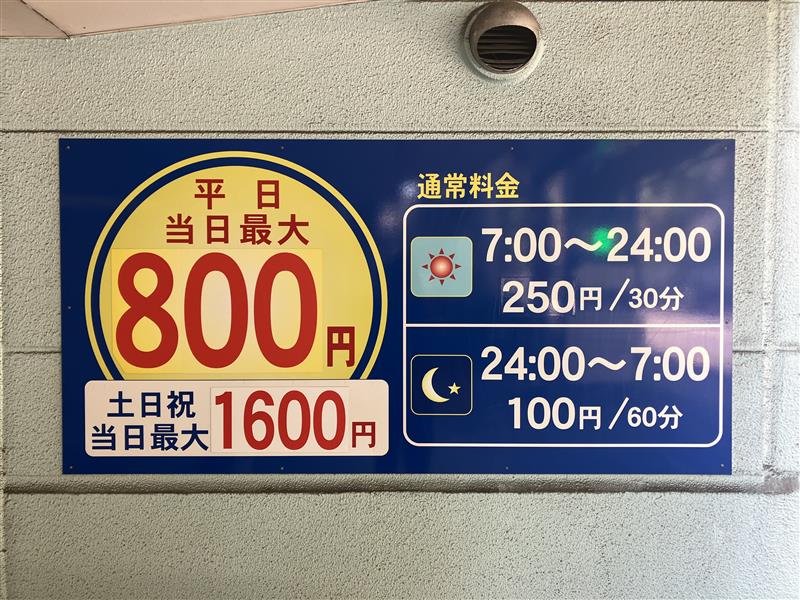 平日
当日最大
800円
土日祝
当日最大 1600円
通常料金
7:00～24:00
250円/30分
24:00～7:00
100円/60分